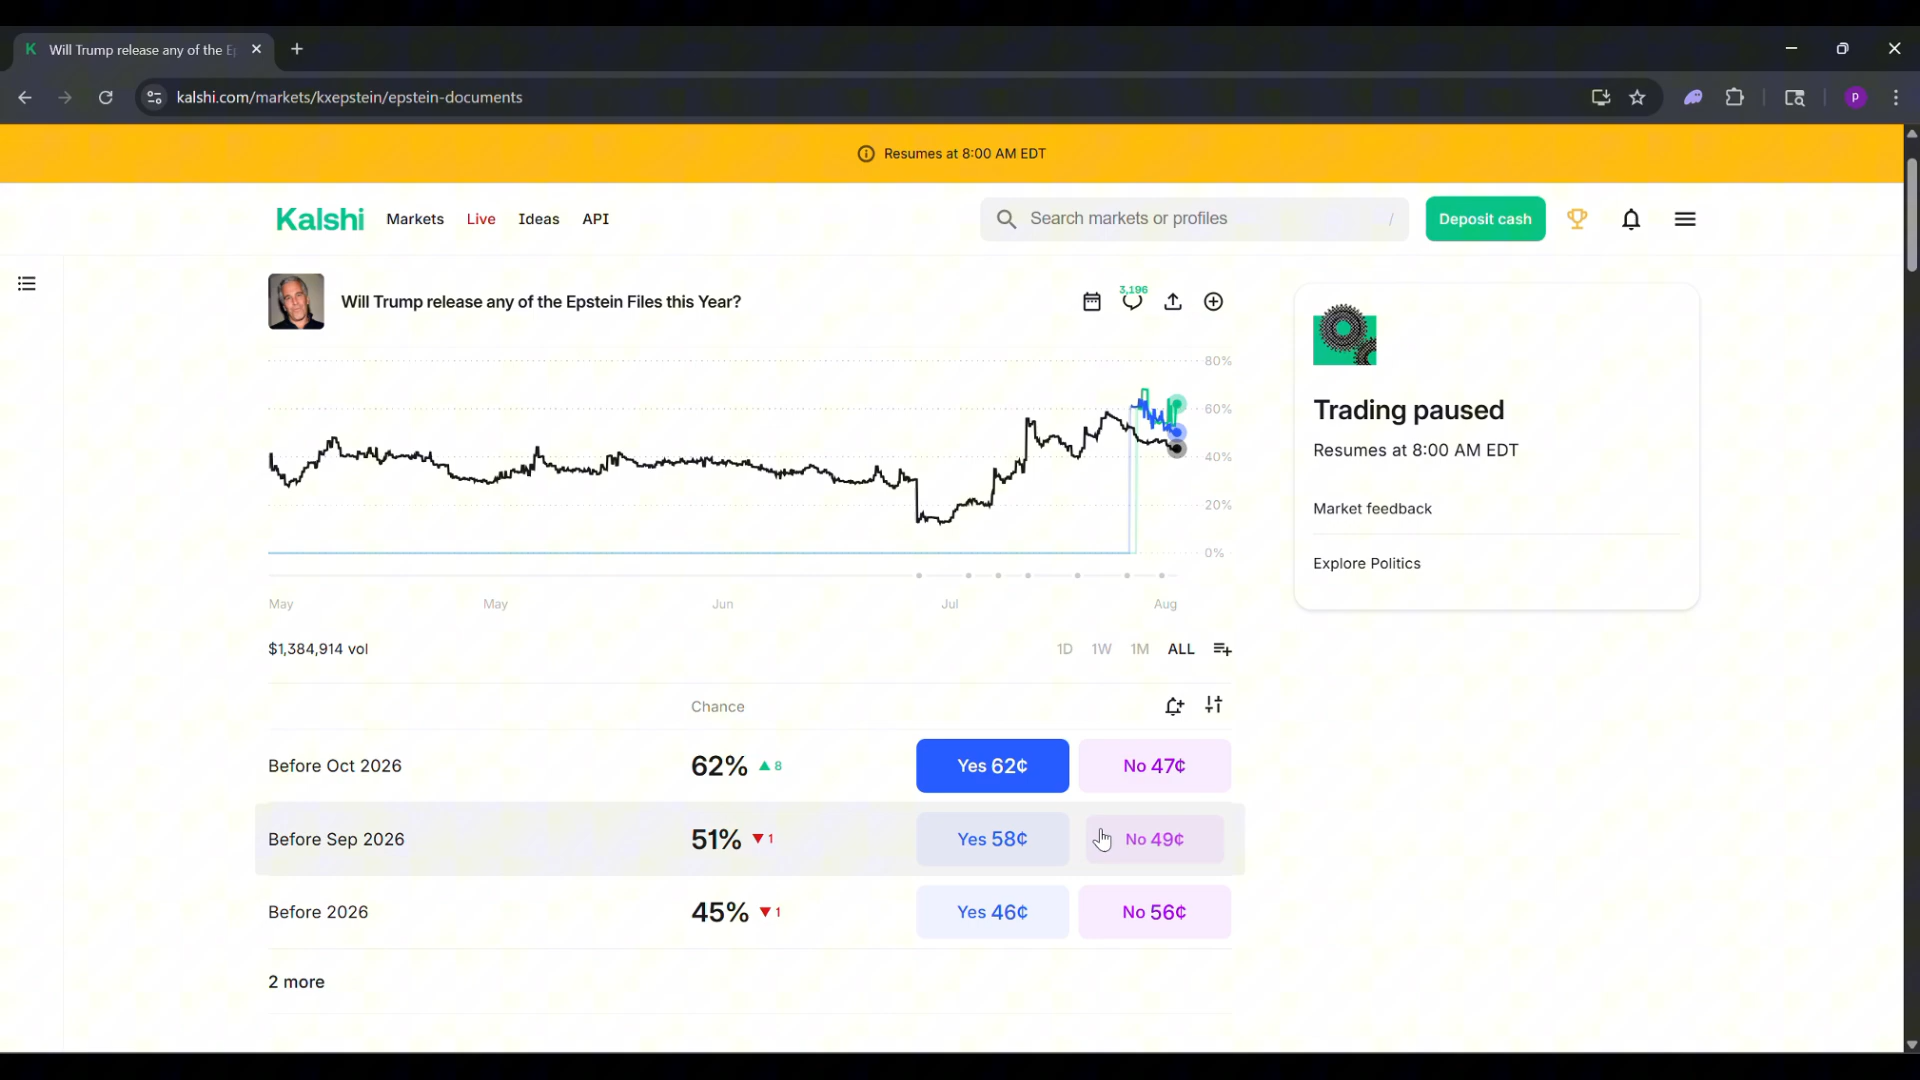 Will Trump release any of the Ep
kalshi.com/markets/kxepstein/epstein-documents
P
Resumes at 8:00 AM EDT
Kalshi
Markets
Live
Ideas
API
Search markets or profiles
/
Deposit cash
Will Trump release any of the Epstein Files this Year?
3,196
80%
60%
40%
20%
0%
May
May
Jun
Jul
Aug
$1,384,914 vol
1D
1W
1M
ALL
Chance
Before Oct 2026
62% ▲ 8
Yes 62¢
No 47¢
Before Sep 2026
51% ▼ 1
Yes 58¢
No 49¢
Before 2026
45% ▼ 1
Yes 46¢
No 56¢
2 more
Trading paused
Resumes at 8:00 AM EDT
Market feedback
Explore Politics